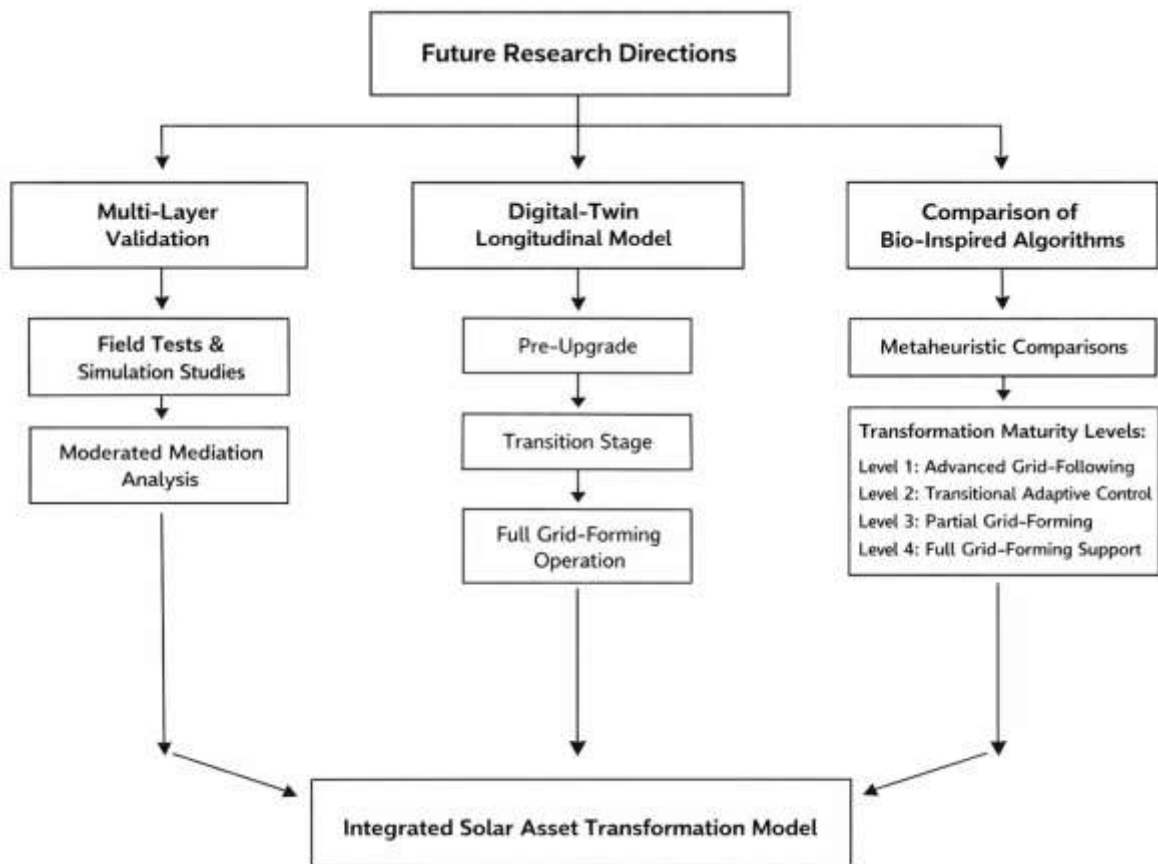 Future Research Directions
Multi-Layer
Validation
Digital-Twin
Longitudinal Model
Comparison of
Bio-Inspired Algorithms
Field Tests &
Simulation Studies
Pre-Upgrade
Metaheuristic Comparisons
Moderated Mediation
Analysis
Transition Stage
Transformation Maturity Levels:
Level 1: Advanced Grid-Following
Level 2: Transitional Adaptive Control
Level 3: Partial Grid-Forming
Level 4: Full Grid-Forming Support
Full Grid-Forming
Operation
Integrated Solar Asset Transformation Model